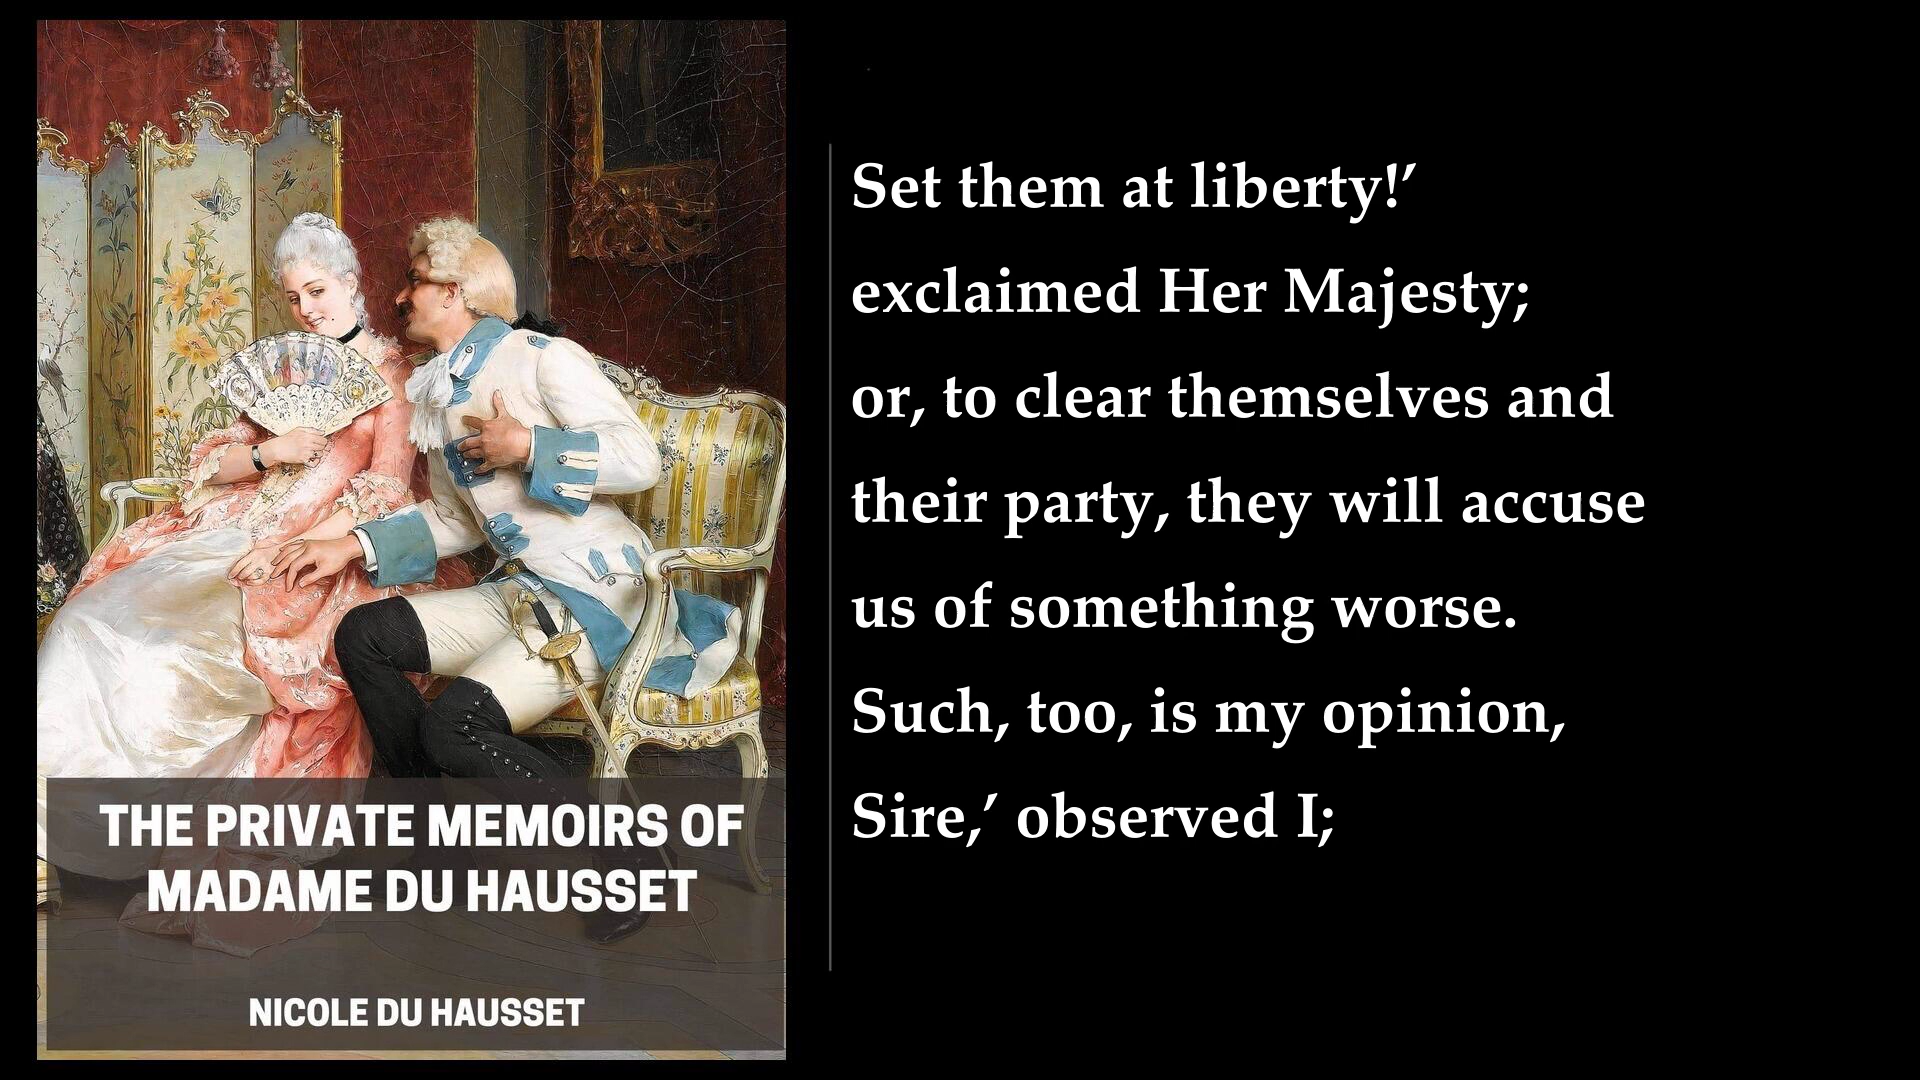 THE PRIVATE MEMOIRS OF
MADAME DU HAUSSET
NICOLE DU HAUSSET
Set them at liberty!’
exclaimed Her Majesty;
or, to clear themselves and
their party, they will accuse
us of something worse.
Such, too, is my opinion,
Sire,’ observed I;